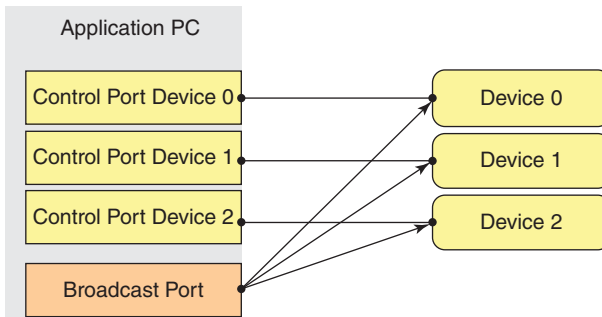 Application PC
Control Port Device 0
Device 0
Control Port Device 1
Device 1
Control Port Device 2
Device 2
Broadcast Port